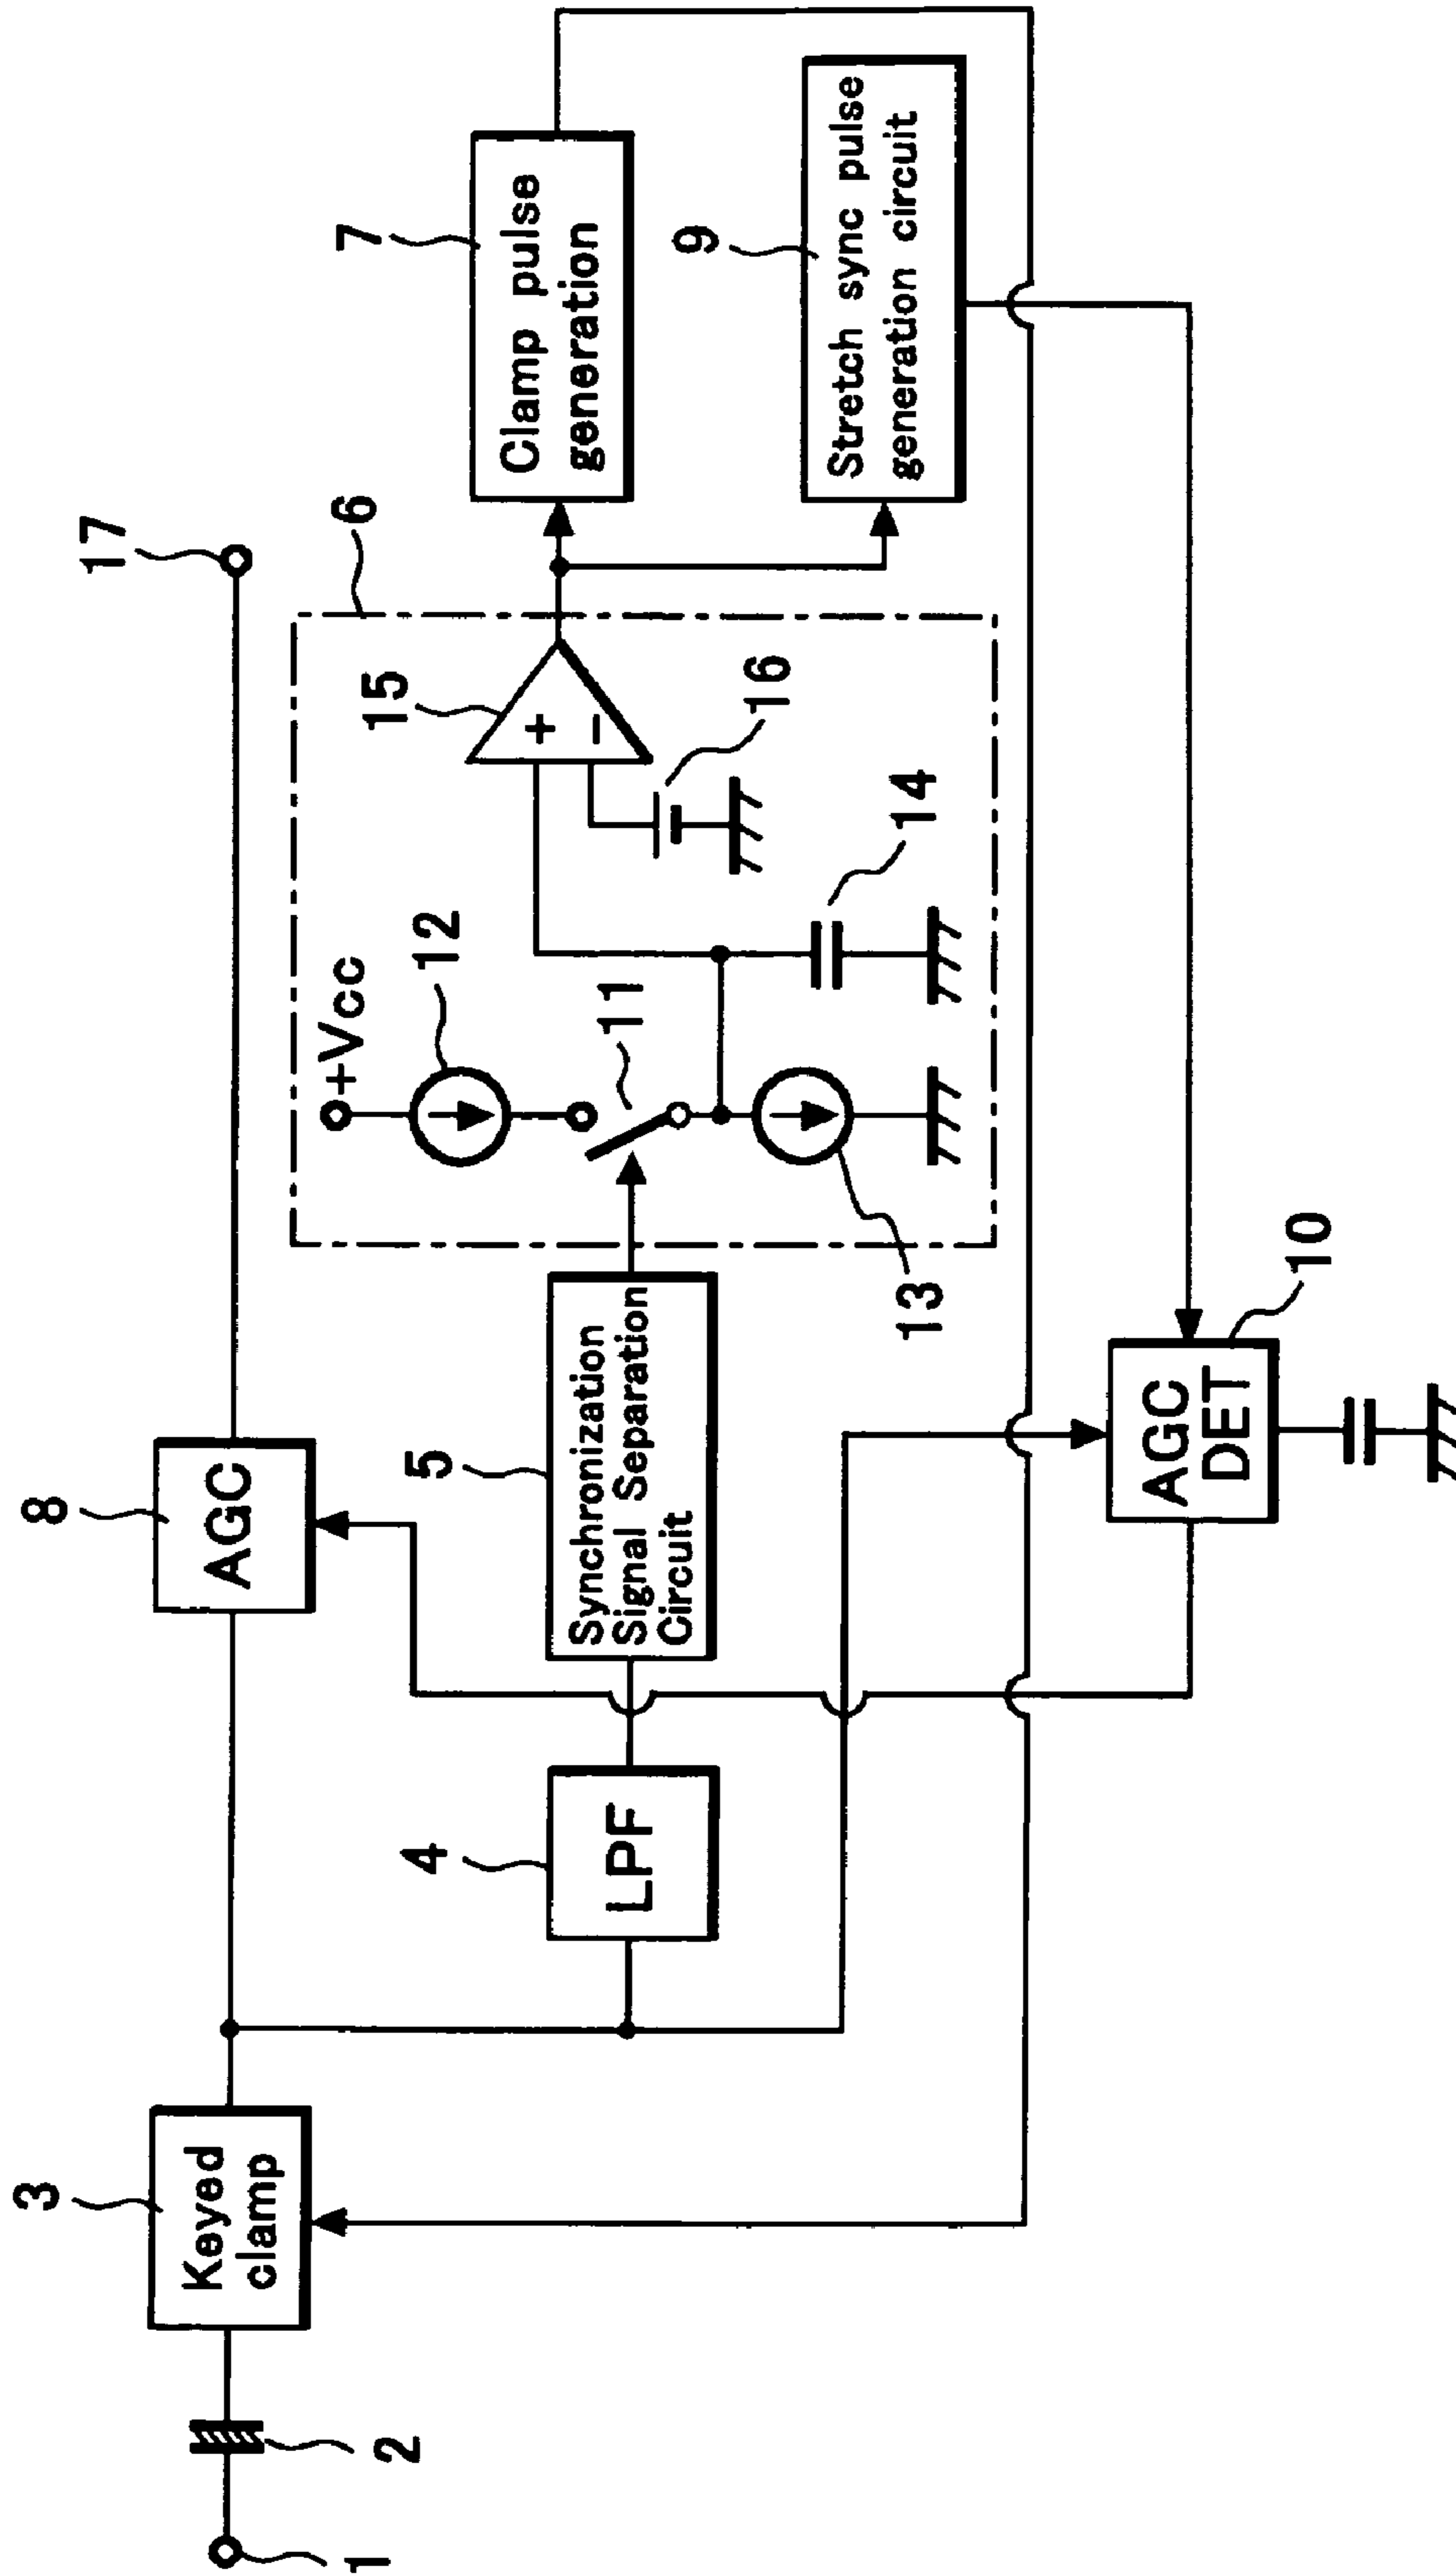 1
2
3
Keyed
clamp
4
LPF
5
Synchronization
Signal Separation
Circuit
8
AGC
17
6
+Vcc
12
11
13
14
15
+
−
16
7
Clamp pulse
generation
9
Stretch sync pulse
generation circuit
10
AGC
DET